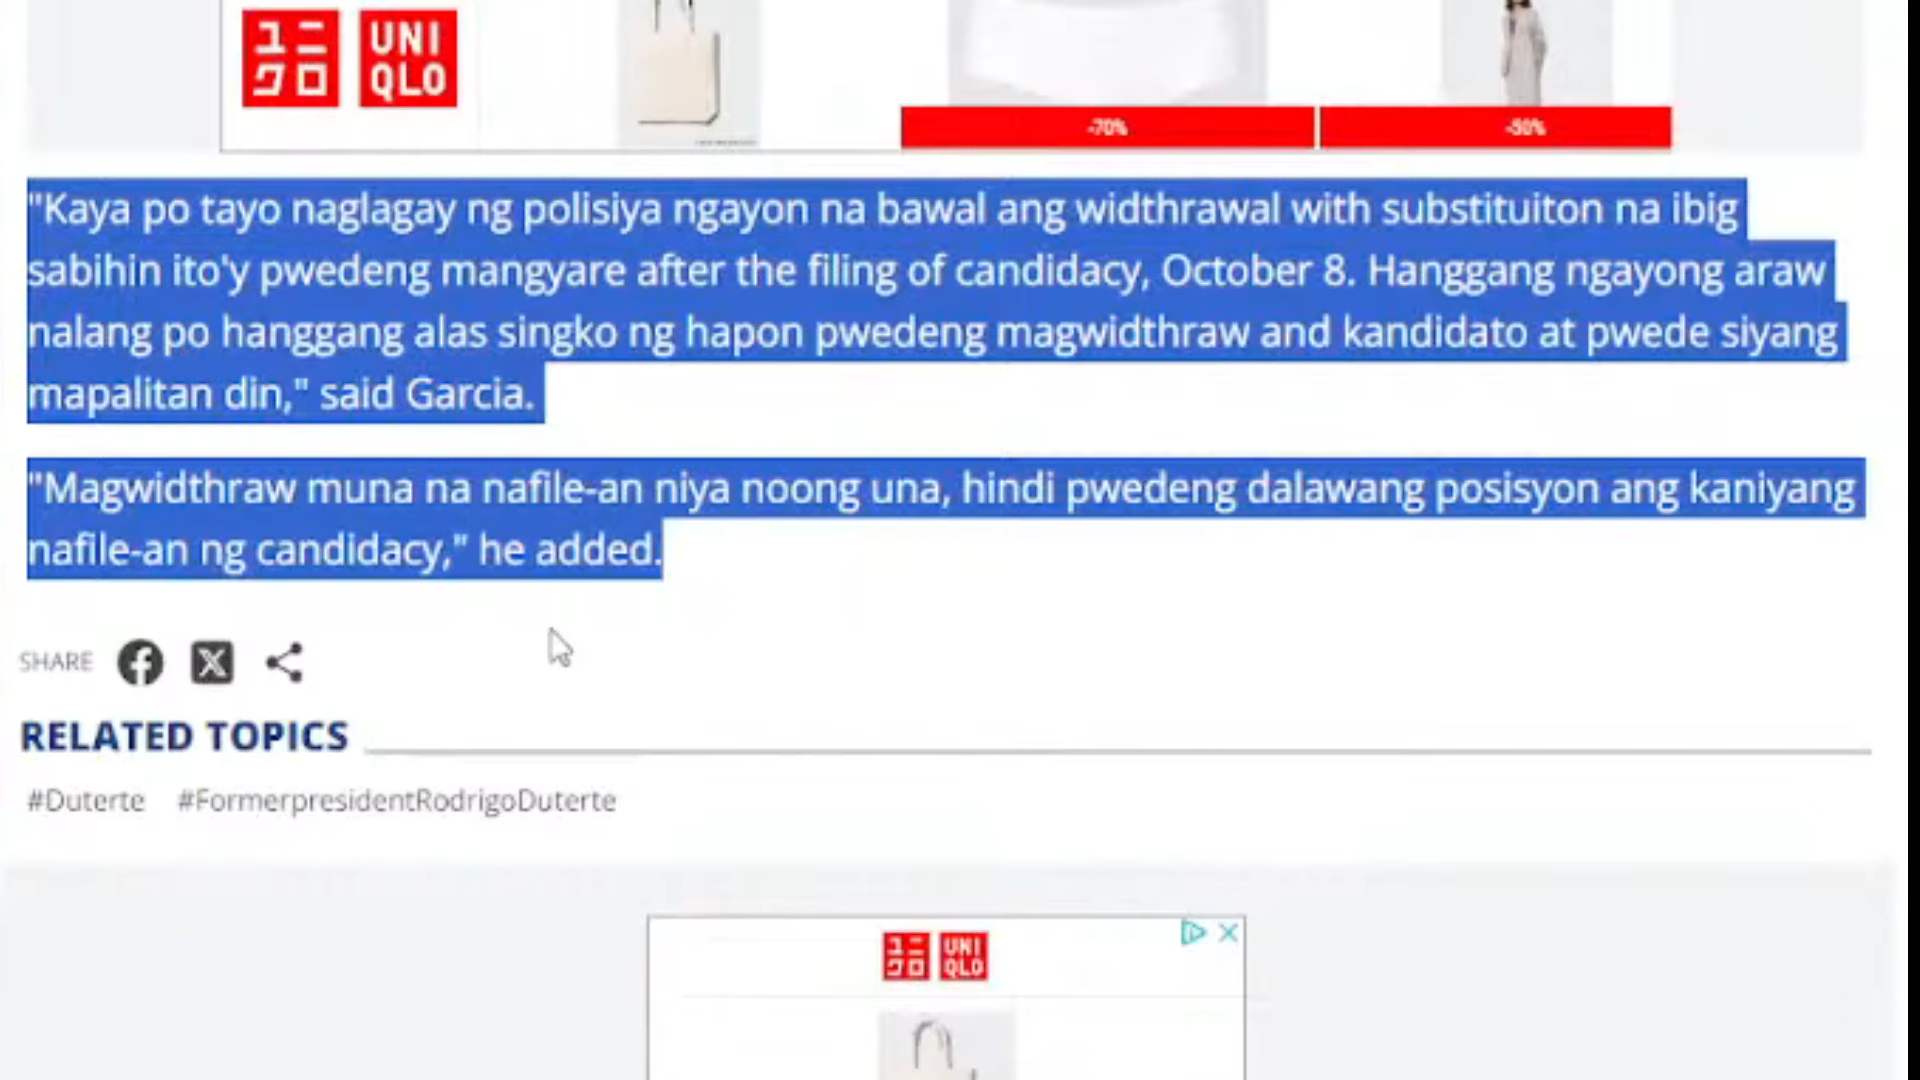 ユニ UNI
クロ QLO
-70% -50%
"Kaya po tayo naglagay ng polisiya ngayon na bawal ang widthrawal with substituiton na ibig
sabihin ito'y pwedeng mangyare after the filing of candidacy, October 8. Hanggang ngayong araw
nalang po hanggang alas singko ng hapon pwedeng magwidthraw and kandidato at pwede siyang
mapalitan din," said Garcia.
"Magwidthraw muna na nafile-an niya noong una, hindi pwedeng dalawang posisyon ang kaniyang
nafile-an ng candidacy," he added.
SHARE
RELATED TOPICS
#Duterte #FormerpresidentRodrigoDuterte
ユニ UNI
クロ QLO